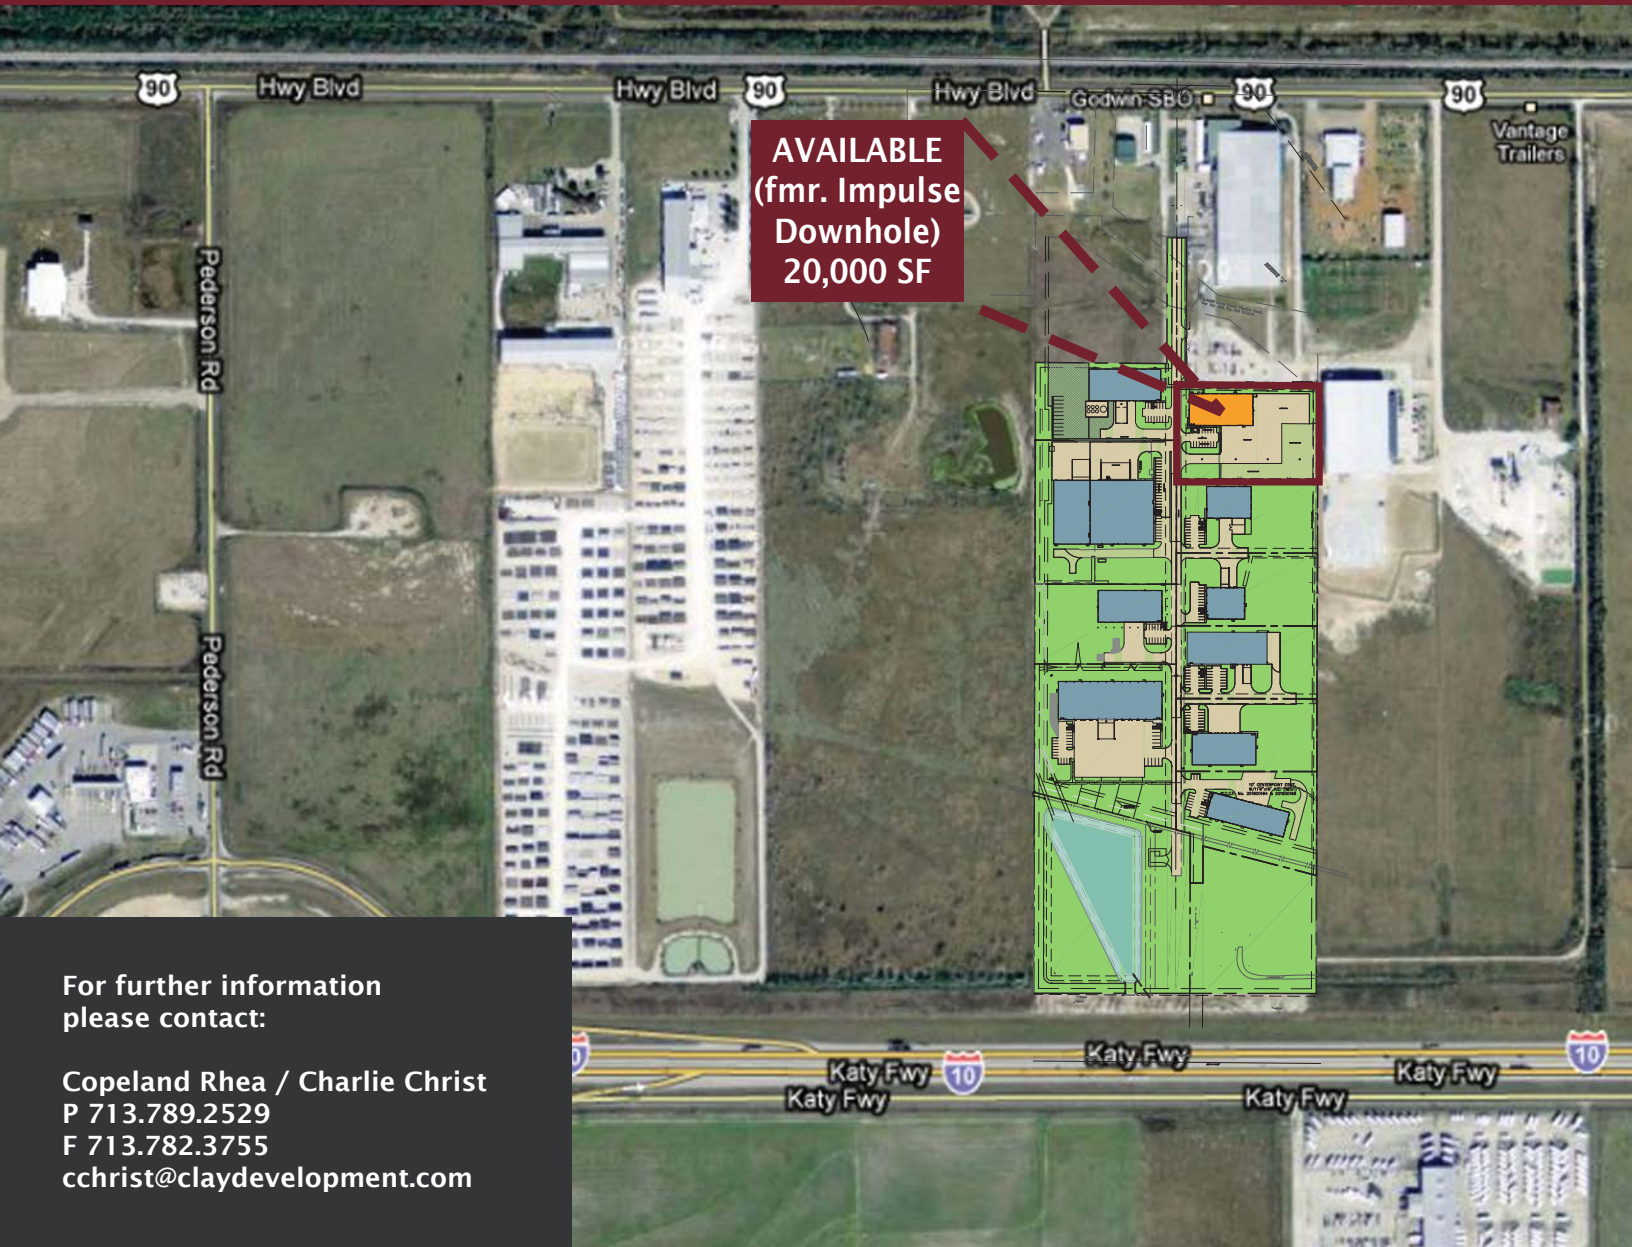 90
Hwy Blvd
Hwy Blvd
90
Hwy Blvd
Godwin-SBO
90
90
Vantage
Trailers
AVAILABLE
(fmr. Impulse
Downhole)
20,000 SF
Pederson Rd
Pederson Rd
For further information
please contact:
Copeland Rhea / Charlie Christ
P 713.789.2529
F 713.782.3755
cchrist@claydevelopment.com
Katy Fwy
10
Katy Fwy
Katy Fwy
10
Katy Fwy
Katy Fwy